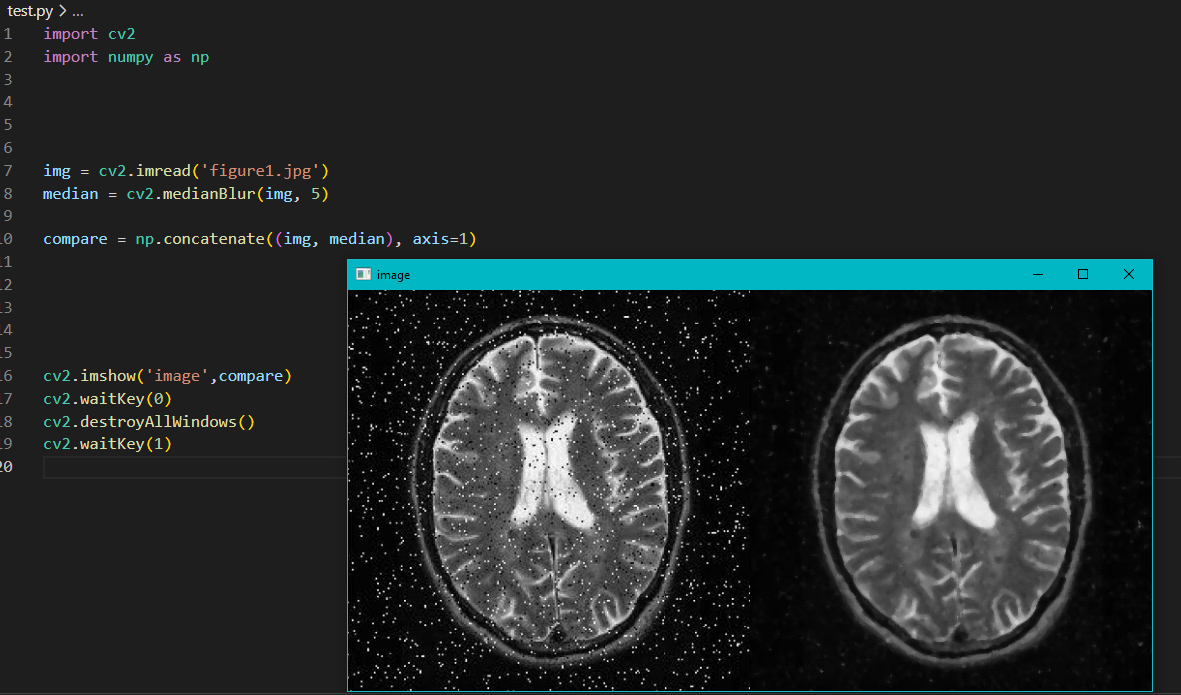 test.py > ...
1 import cv2
2 import numpy as np
3
4
5
6
7 img = cv2.imread('figure1.jpg')
8 median = cv2.medianBlur(img, 5)
9
10 compare = np.concatenate((img, median), axis=1)
11
image
12
13
14
15
16 cv2.imshow('image',compare)
17 cv2.waitKey(0)
18 cv2.destroyAllWindows()
19 cv2.waitKey(1)
20